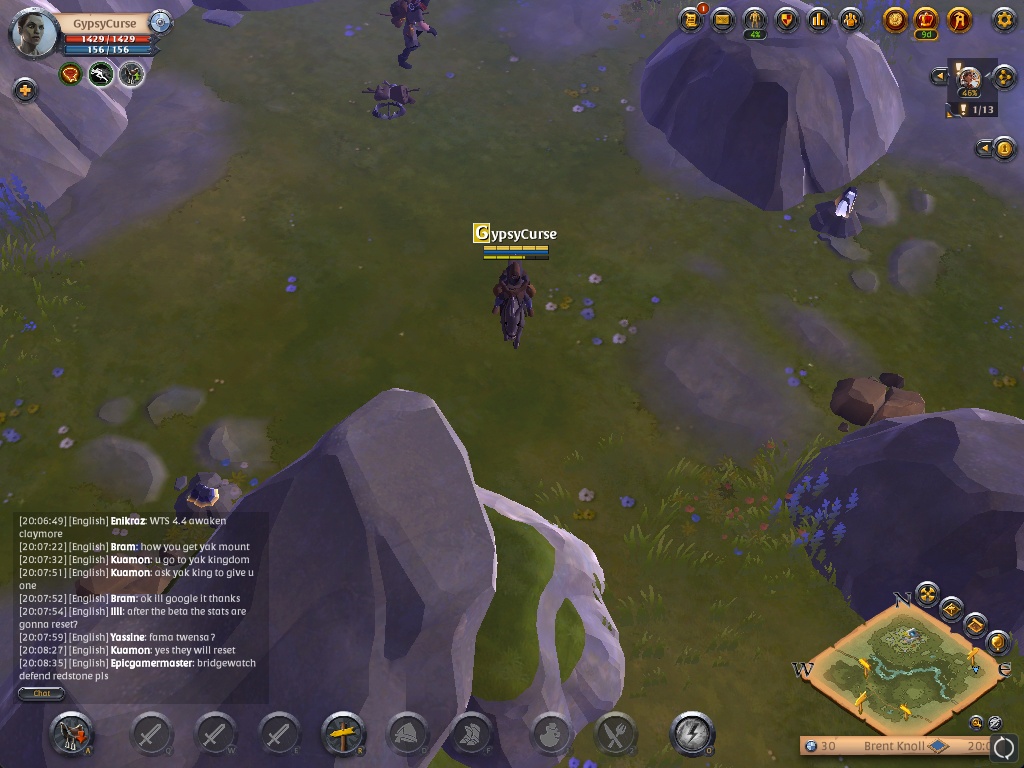 GypsyCurse
1429 / 1429
156 / 156
1
4%
9d
46%
1/13
GypsyCurse
[20:06:49] [English] Enikraz: WTS 4.4 awaken
claymore
[20:07:22] [English] Bram: how you get yak mount
[20:07:32] [English] Kuamon: u go to yak kingdom
[20:07:51] [English] Kuamon: ask yak king to give u
one
[20:07:52] [English] Bram: ok ill google it thanks
[20:07:54] [English] Illl: after the beta the stats are
gonna reset?
[20:07:59] [English] Yassine: fama twensa?
[20:08:27] [English] Kuamon: yes they will reset
[20:08:35] [English] Epicgamermaster: bridgewatch
defend redstone pls
Chat
N
W
E
A
Q
W
E
R
D
F
30 Brent Knoll 20:0